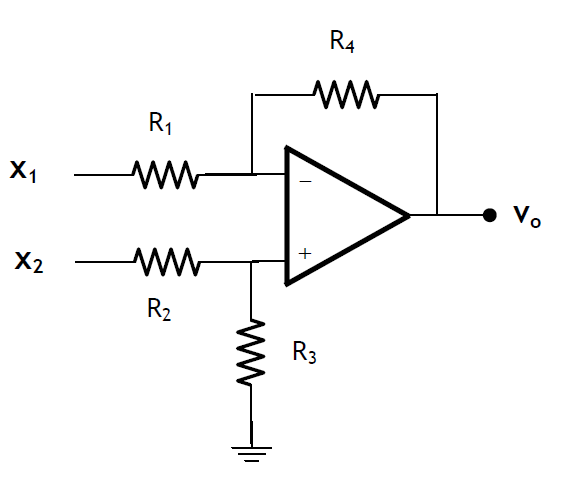 R₄
R₁
X₁
−
Vₒ
+
X₂
R₂
R₃